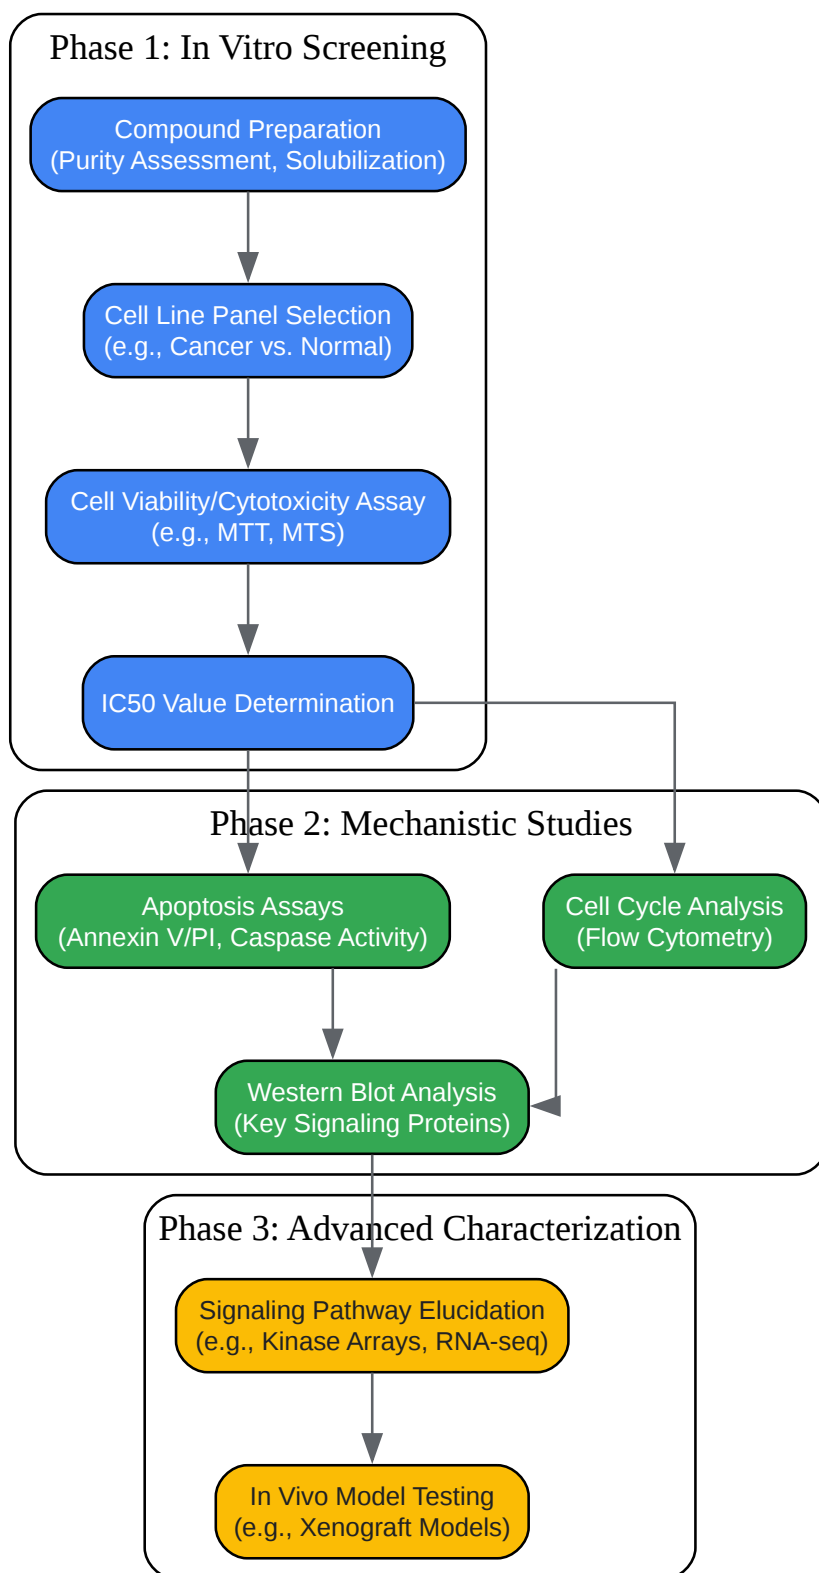 Phase 1: In Vitro Screening
Compound Preparation
(Purity Assessment, Solubilization)
Cell Line Panel Selection
(e.g., Cancer vs. Normal)
Cell Viability/Cytotoxicity Assay
(e.g., MTT, MTS)
IC50 Value Determination
Phase 2: Mechanistic Studies
Apoptosis Assays
(Annexin V/PI, Caspase Activity)
Cell Cycle Analysis
(Flow Cytometry)
Western Blot Analysis
(Key Signaling Proteins)
Phase 3: Advanced Characterization
Signaling Pathway Elucidation
(e.g., Kinase Arrays, RNA-seq)
In Vivo Model Testing
(e.g., Xenograft Models)